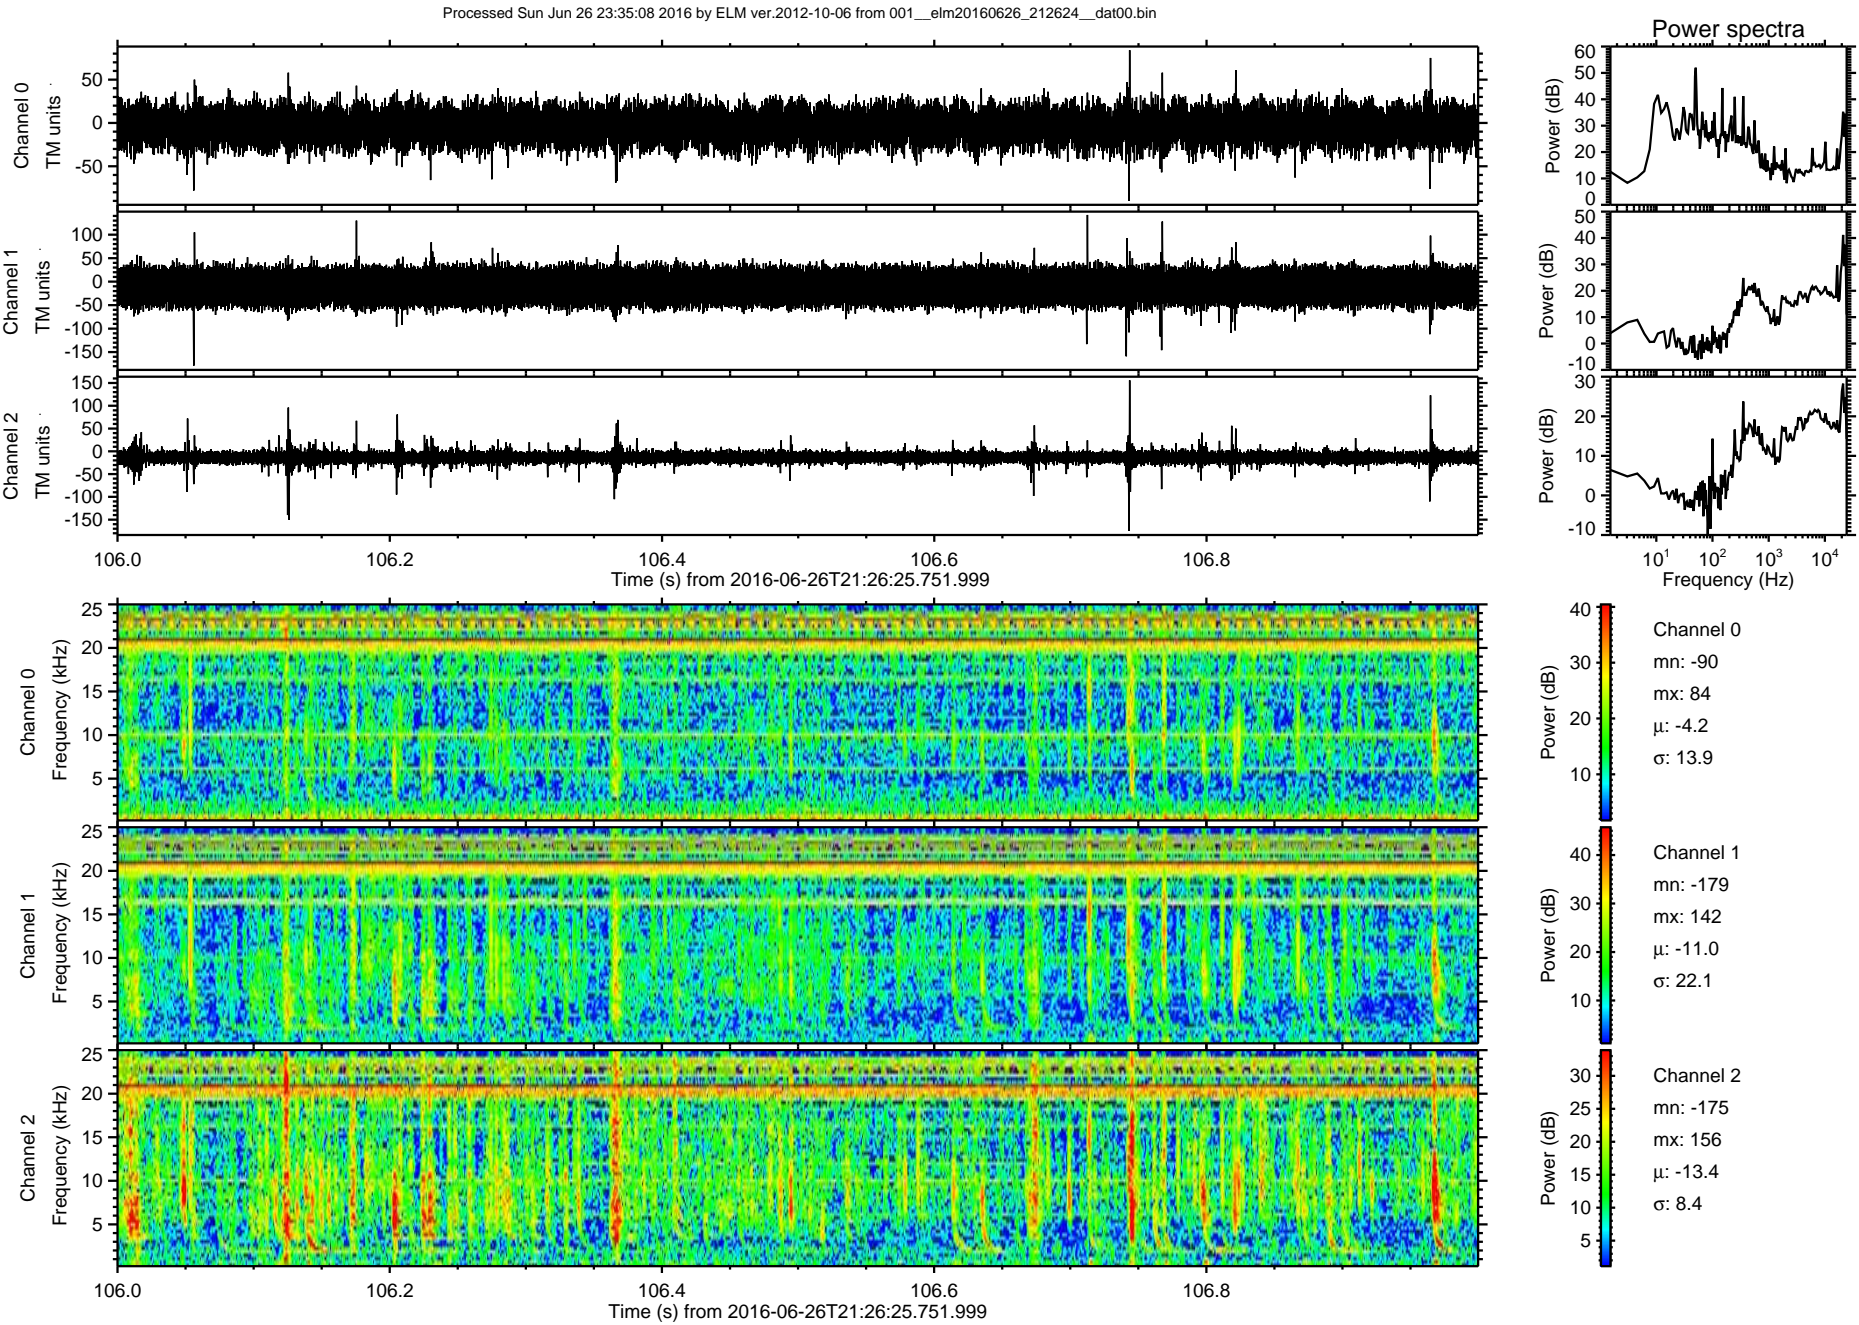 Processed Sun Jun 26 23:35:08 2016 by ELM ver.2012-10-06 from 001__elm20160626_212624__dat00.bin
Power spectra
Channel 0
TM units
50
0
-50
Power (dB)
60
50
40
30
20
10
0
Channel 1
TM units
100
50
0
-50
-100
-150
Power (dB)
50
40
30
20
10
0
-10
Channel 2
TM units
150
100
50
0
-50
-100
-150
Power (dB)
30
20
10
0
-10
106.0 106.2 106.4 106.6 106.8
Time (s) from 2016-06-26T21:26:25.751.999
10^1 10^2 10^3 10^4
Frequency (Hz)
Channel 0
Frequency (kHz)
25
20
15
10
5
Power (dB)
40
30
20
10
Channel 0
mn: -90
mx: 84
μ: -4.2
σ: 13.9
Channel 1
Frequency (kHz)
25
20
15
10
5
Power (dB)
40
30
20
10
Channel 1
mn: -179
mx: 142
μ: -11.0
σ: 22.1
Channel 2
Frequency (kHz)
25
20
15
10
5
Power (dB)
30
25
20
15
10
5
Channel 2
mn: -175
mx: 156
μ: -13.4
σ: 8.4
106.0 106.2 106.4 106.6 106.8
Time (s) from 2016-06-26T21:26:25.751.999